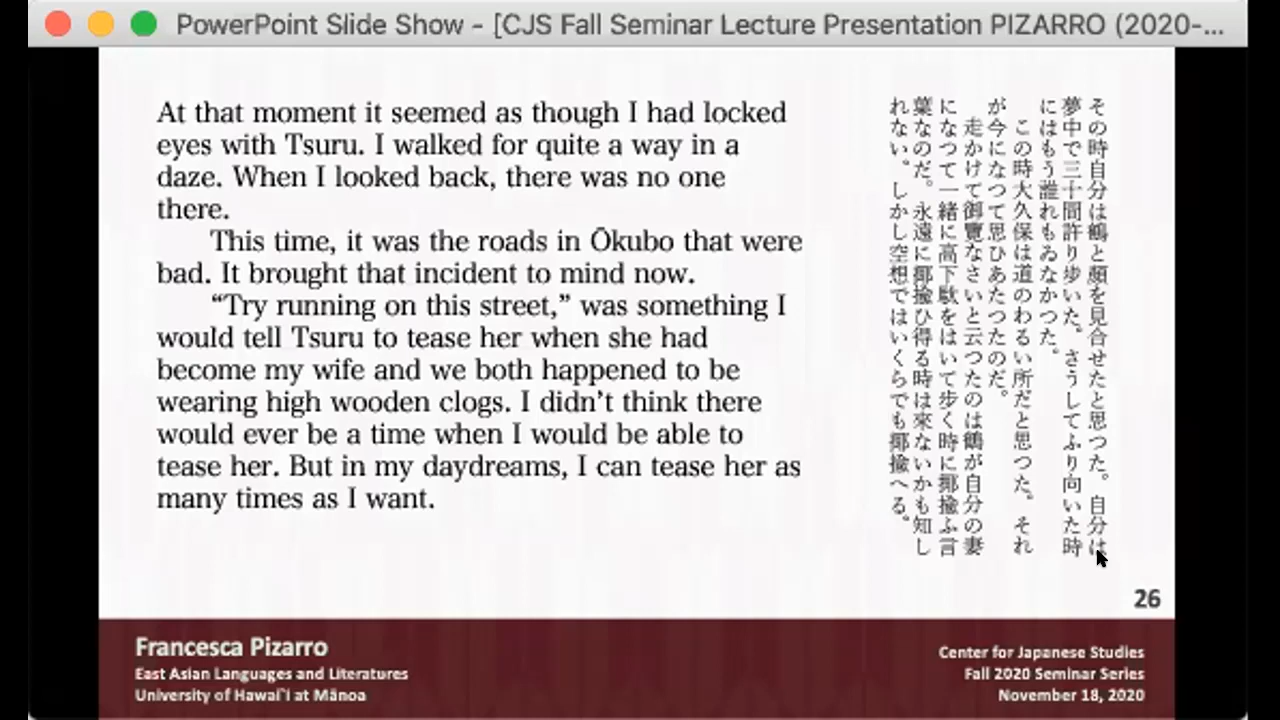 PowerPoint Slide Show - [CJS Fall Seminar Lecture Presentation PIZARRO (2020-...
At that moment it seemed as though I had locked
eyes with Tsuru. I walked for quite a way in a
daze. When I looked back, there was no one
there.
This time, it was the roads in Ōkubo that were
bad. It brought that incident to mind now.
“Try running on this street,” was something I
would tell Tsuru to tease her when she had
become my wife and we both happened to be
wearing high wooden clogs. I didn’t think there
would ever be a time when I would be able to
tease her. But in my daydreams, I can tease her as
many times as I want.
その時自分は鶴と顔を見合せたと思つた。自分は
夢中で三十間許り歩いた。さうしてふり向いた時
にはもう誰れもゐなかつた。
この時大久保は道のわるい所だと思つた。それ
が今になつて思ひあたつたのだ。
走かけて御覽なさいと云つたのは鶴が自分の妻
になつて一緒に高下駄をはいて歩く時に揶揄ふ言
葉なのだ。永遠に揶揄ひ得る時は來ないかも知し
れない。しかし空想ではいくらでも揶揄へる。
26
Francesca Pizarro
East Asian Languages and Literatures
University of Hawai`i at Mānoa
Center for Japanese Studies
Fall 2020 Seminar Series
November 18, 2020